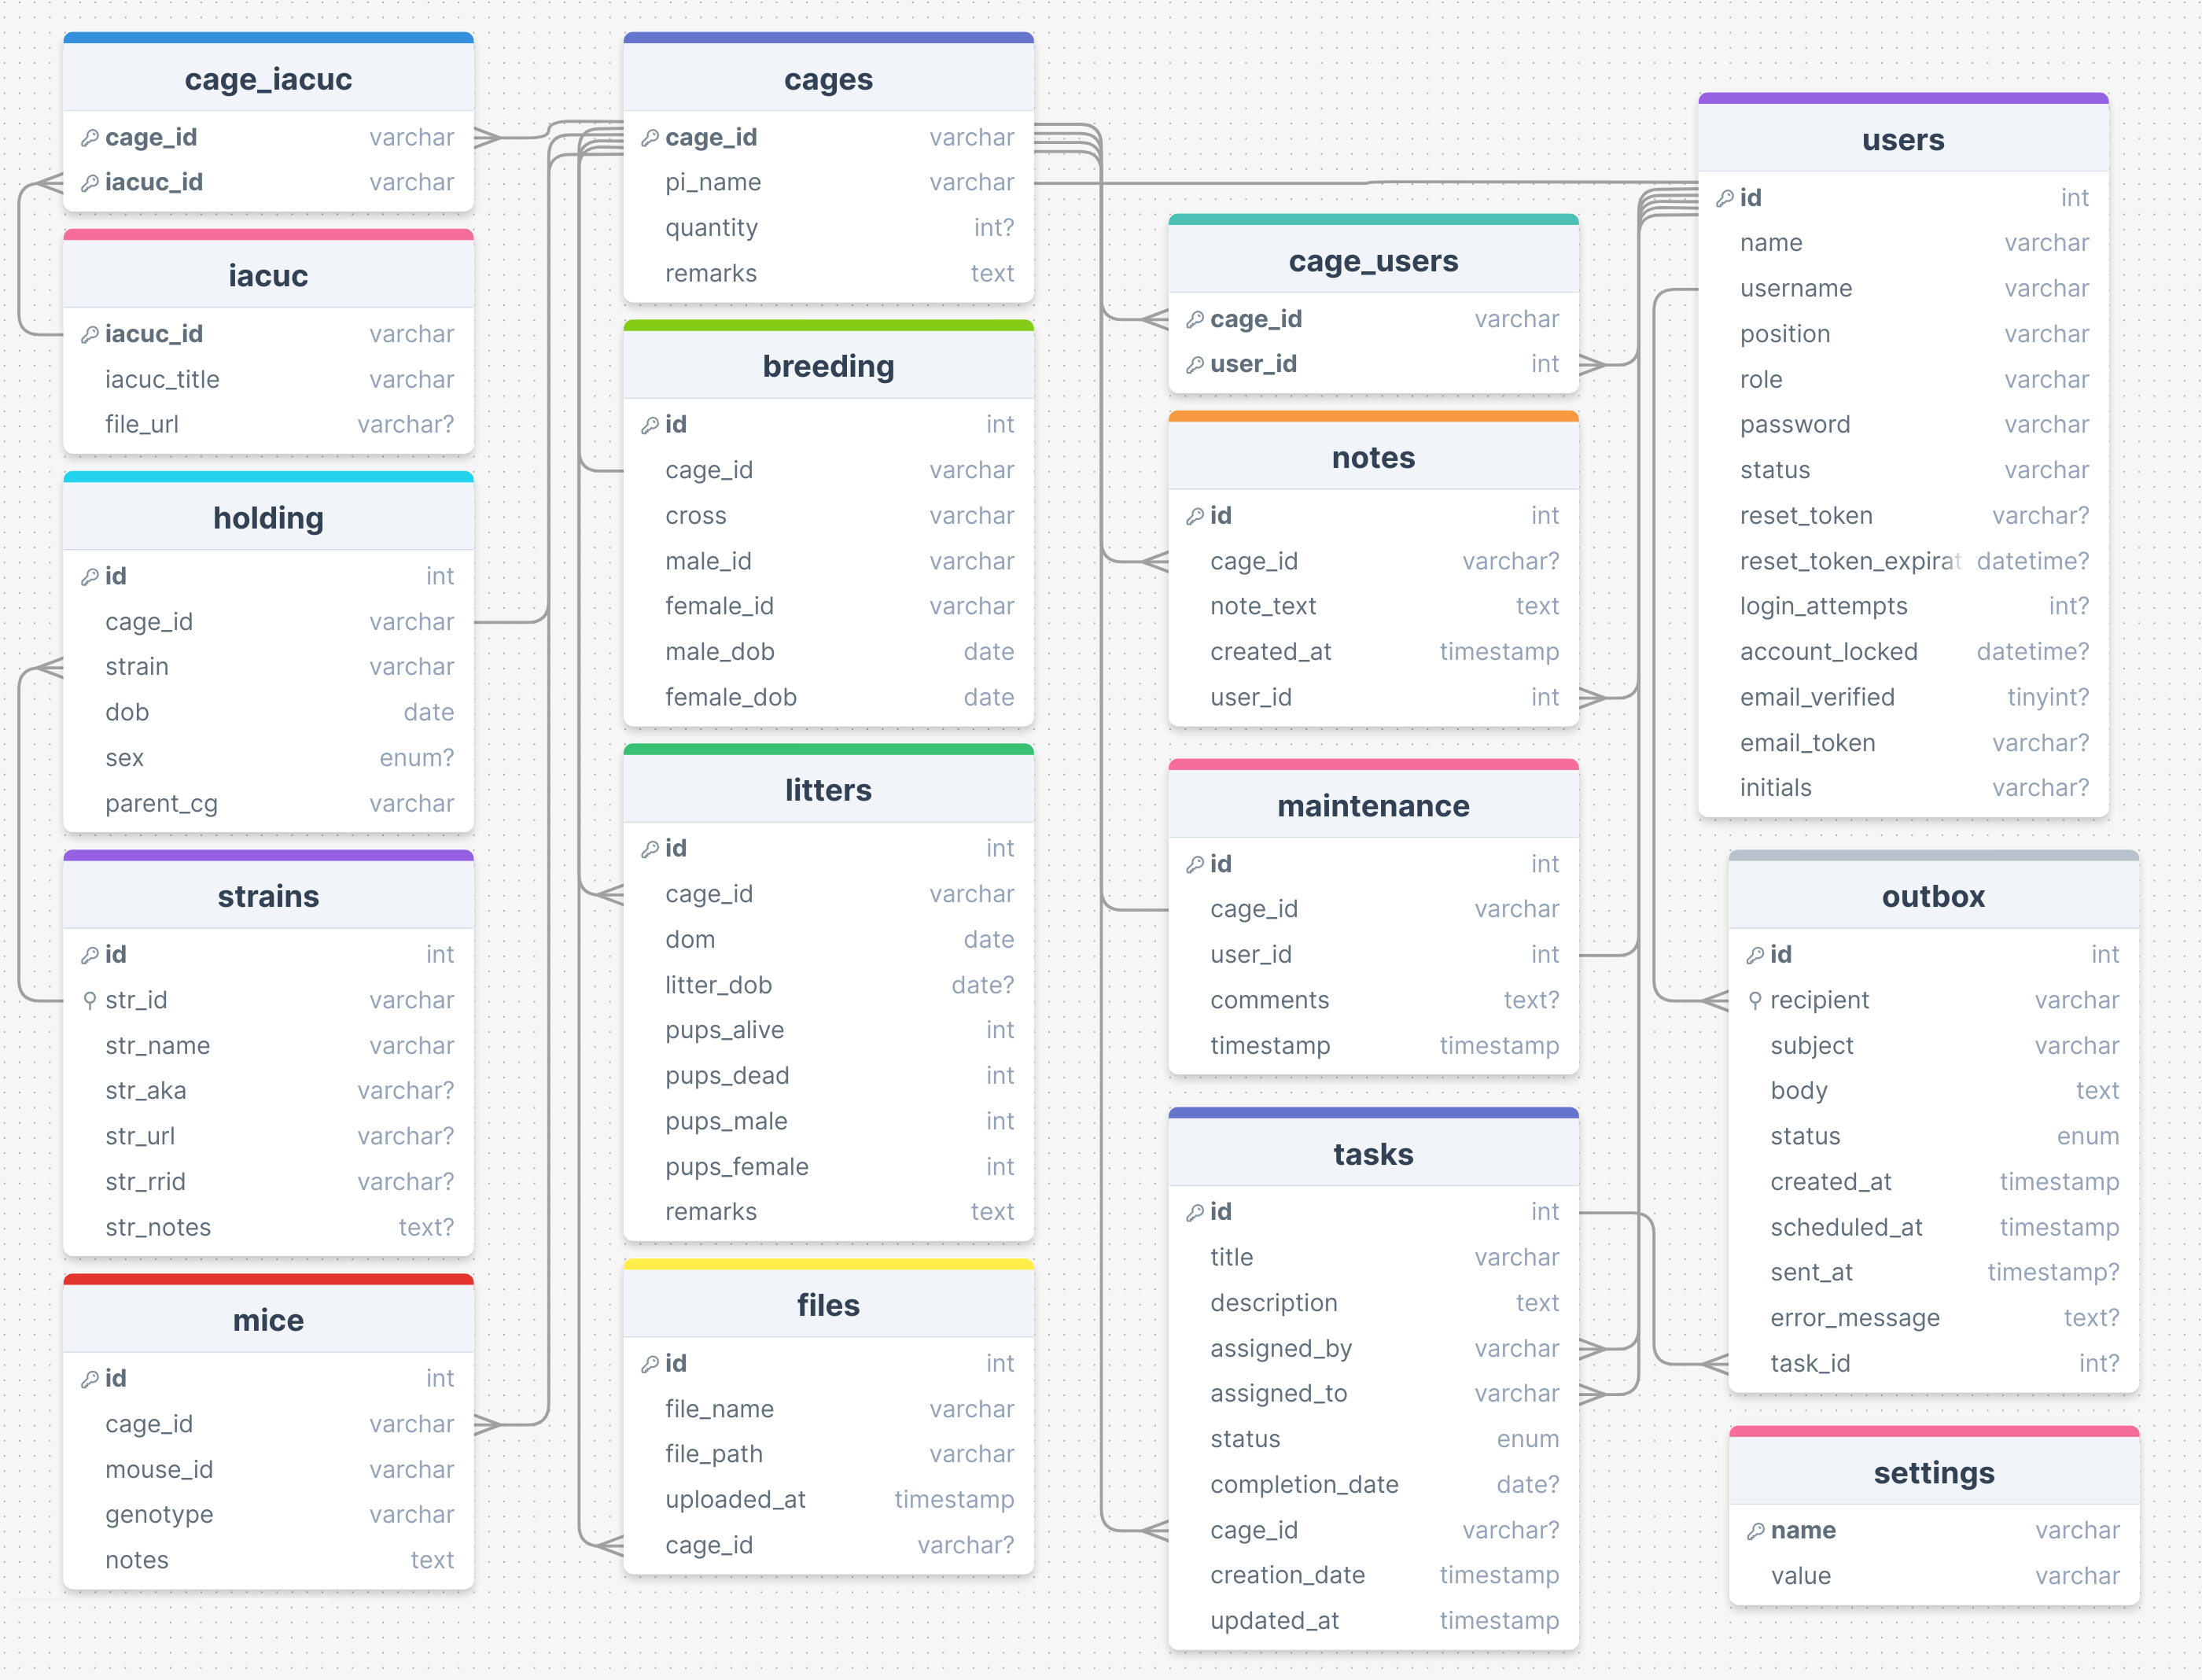 cage_iacuc
cage_id varchar
iacuc_id varchar
iacuc
iacuc_id varchar
iacuc_title varchar
file_url varchar?
holding
id int
cage_id varchar
strain varchar
dob date
sex enum?
parent_cg varchar
strains
id int
str_id varchar
str_name varchar
str_aka varchar?
str_url varchar?
str_rrid varchar?
str_notes text?
mice
id int
cage_id varchar
mouse_id varchar
genotype varchar
notes text
cages
cage_id varchar
pi_name varchar
quantity int?
remarks text
breeding
id int
cage_id varchar
cross varchar
male_id varchar
female_id varchar
male_dob date
female_dob date
litters
id int
cage_id varchar
dom date
litter_dob date?
pups_alive int
pups_dead int
pups_male int
pups_female int
remarks text
files
id int
file_name varchar
file_path varchar
uploaded_at timestamp
cage_id varchar?
cage_users
cage_id varchar
user_id int
notes
id int
cage_id varchar?
note_text text
created_at timestamp
user_id int
maintenance
id int
cage_id varchar
user_id int
comments text?
timestamp timestamp
tasks
id int
title varchar
description text
assigned_by varchar
assigned_to varchar
status enum
completion_date date?
cage_id varchar?
creation_date timestamp
updated_at timestamp
users
id int
name varchar
username varchar
position varchar
role varchar
password varchar
status varchar
reset_token varchar?
reset_token_expirat datetime?
login_attempts int?
account_locked datetime?
email_verified tinyint?
email_token varchar?
initials varchar?
outbox
id int
recipient varchar
subject varchar
body text
status enum
created_at timestamp
scheduled_at timestamp
sent_at timestamp?
error_message text?
task_id int?
settings
name varchar
value varchar